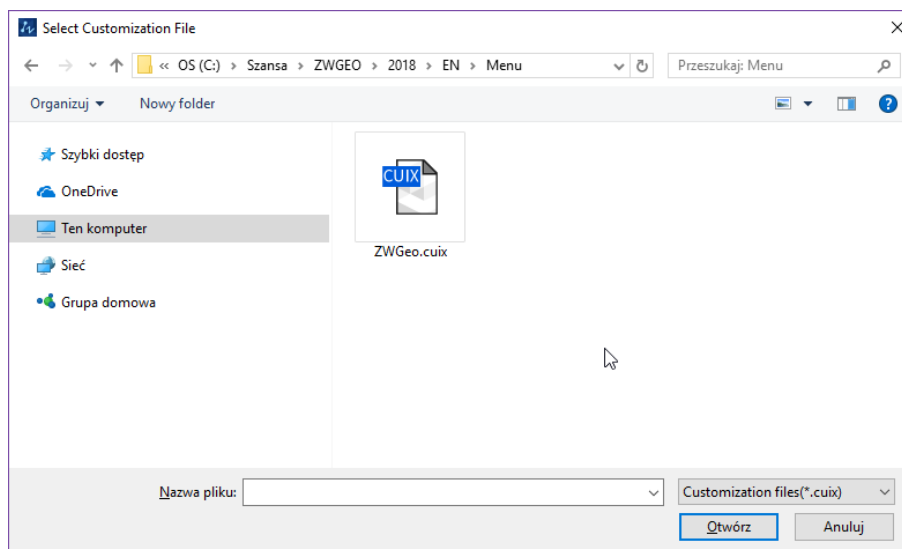 Select Customization File
« OS (C:) › Szansa › ZWGEO › 2018 › EN › Menu
Przeszukaj: Menu
Organizuj
Nowy folder
Szybki dostęp
OneDrive
Ten komputer
Sieć
Grupa domowa
CUIX
ZWGeo.cuix
Nazwa pliku:
Customization files(*.cuix)
Otwórz
Anuluj